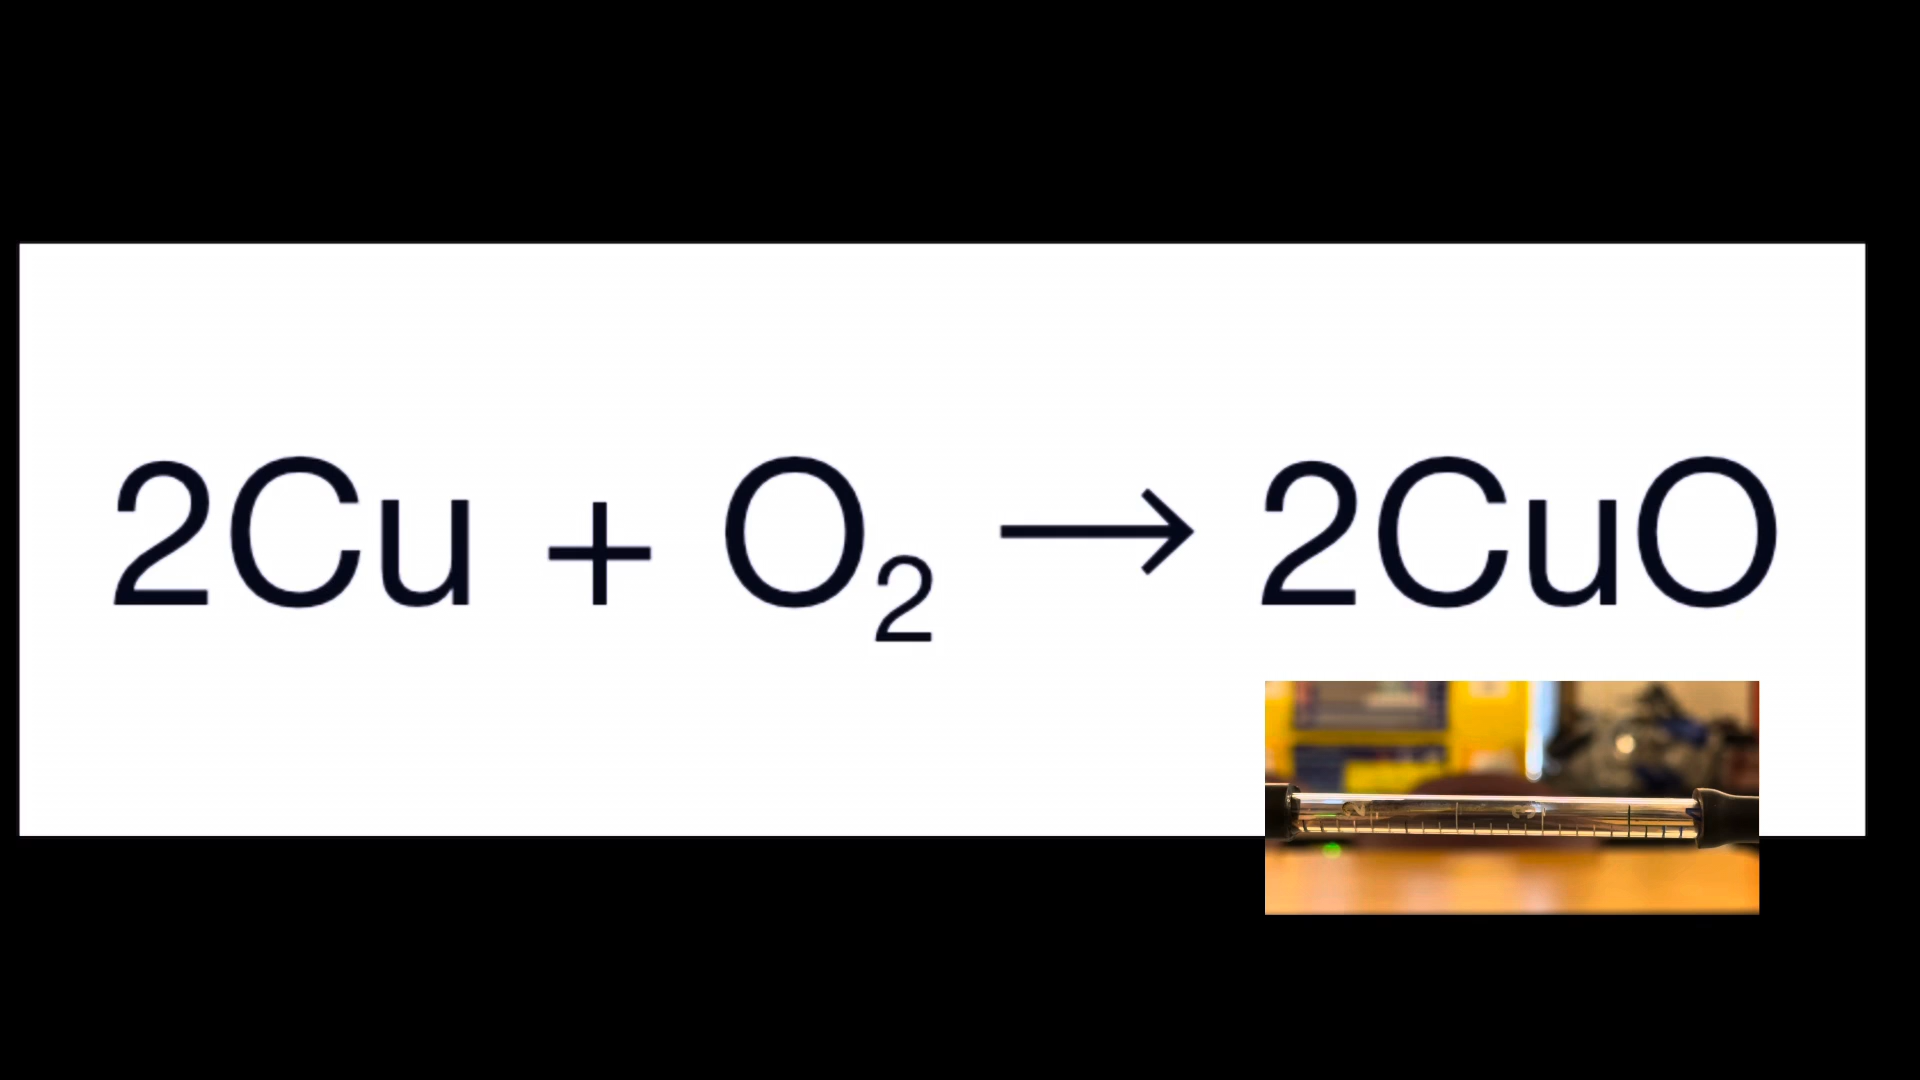 2Cu + O₂ → 2CuO